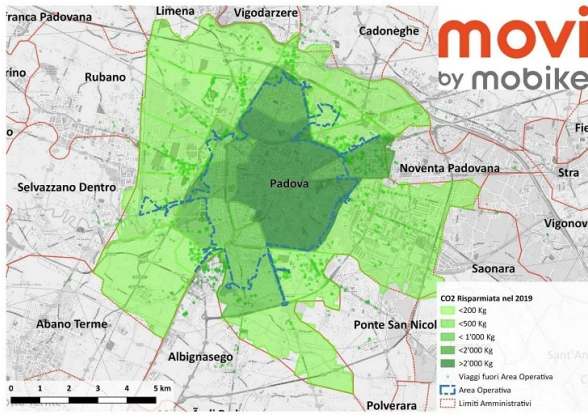 Limena
Vigodarzere
movi
by mobike
Cadoneghe
Rubano
Padova
Noventa Padovana
Stra
Selvazzano Dentro
Vigonov
Saonara
Abano Terme
Ponte San Nicol
Albignasego
Polverara
0 1 2 3 4 5 km
CO2 Risparmiata nel 2019
<200 Kg
<500 Kg
< 1'000 Kg
<2'000 Kg
>2'000 Kg
Viaggi fuori Area Operativa
Area Operativa
Limiti Amministrativi